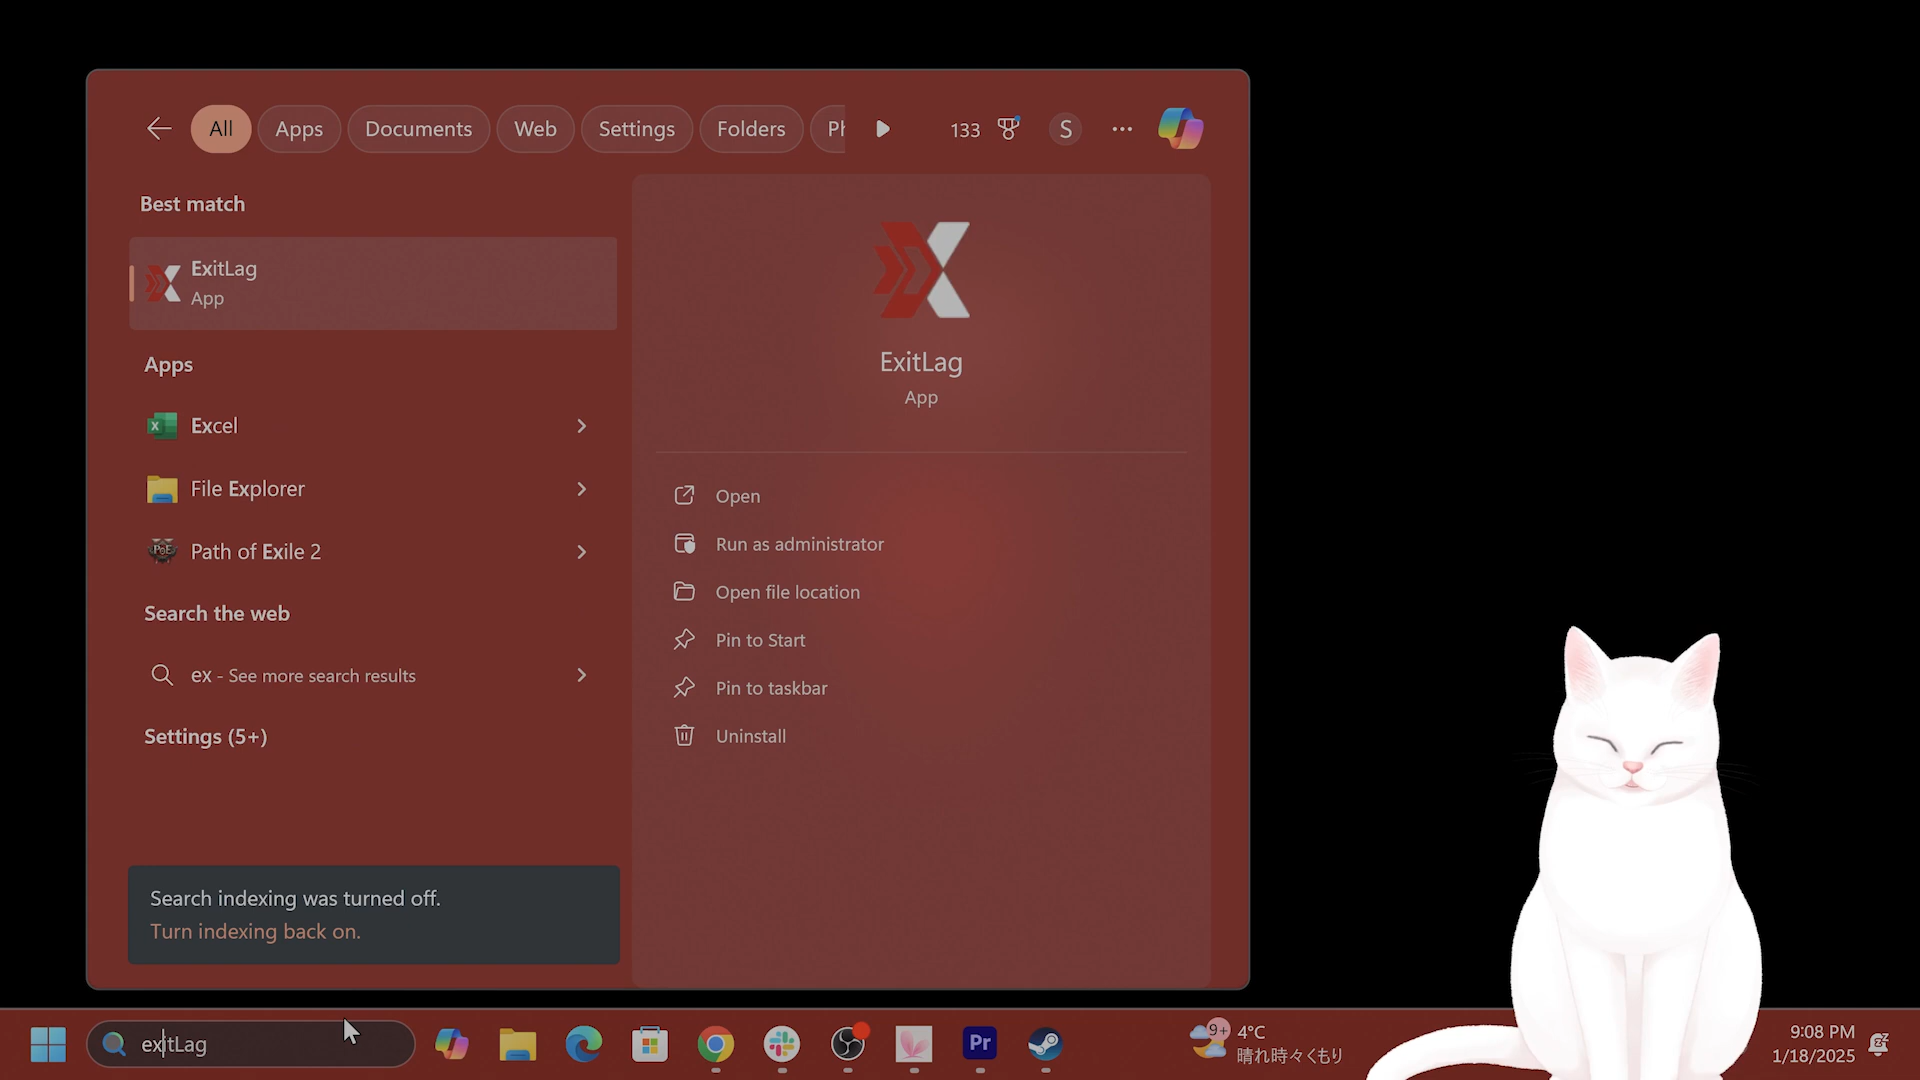 All
Apps
Documents
Web
Settings
Folders
133
S
Best match
ExitLag
App
Apps
Excel
File Explorer
Path of Exile 2
Search the web
ex - See more search results
Settings (5+)
Search indexing was turned off.
Turn indexing back on.
ExitLag
App
Open
Run as administrator
Open file location
Pin to Start
Pin to taskbar
Uninstall
exitLag
Pr
9+
4°C
晴れ時々くもり
9:08 PM
1/18/2025